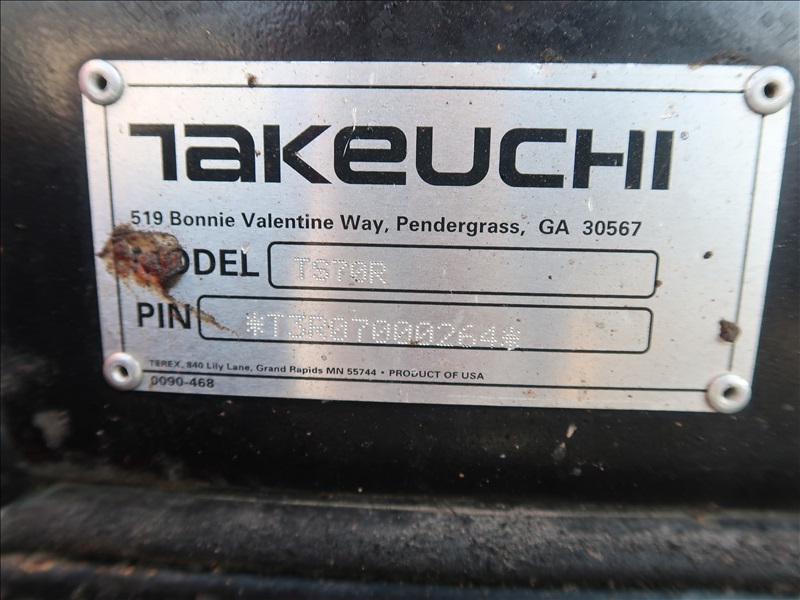 TAKEUCHI
519 Bonnie Valentine Way, Pendergrass, GA 30567
MODEL TS70R
PIN *T3R07000264*
TEREX, 840 Lily Lane, Grand Rapids MN 55744 • PRODUCT OF USA
0090-468